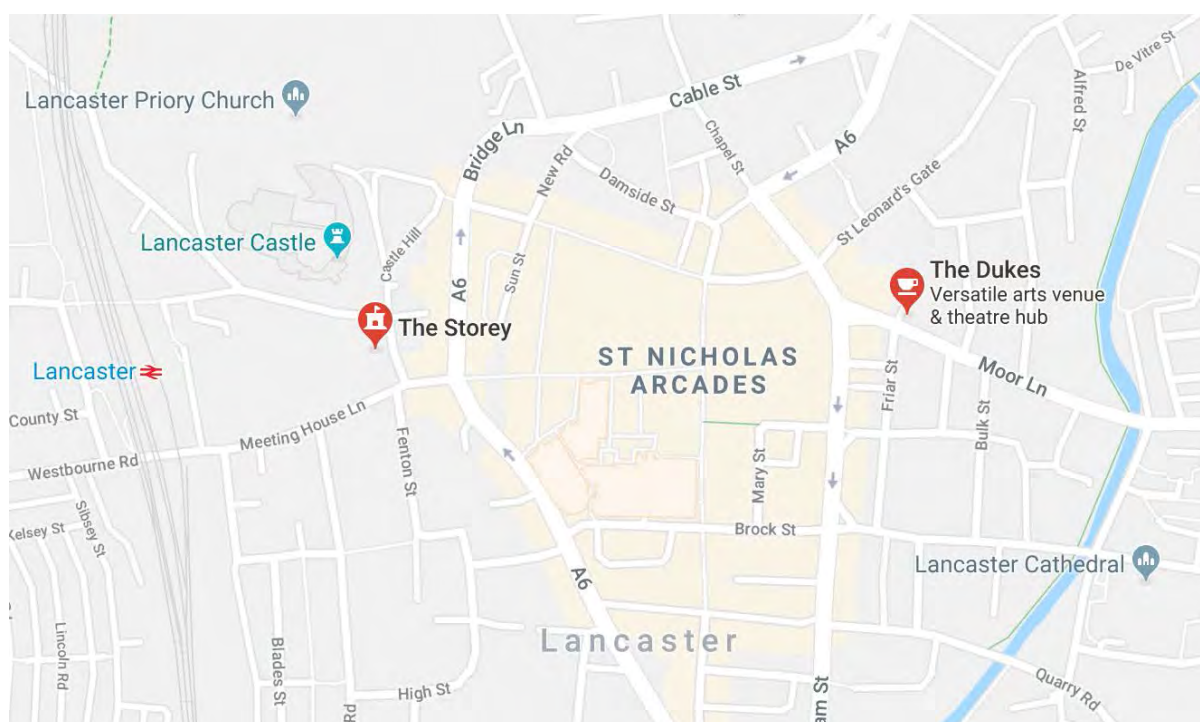 De Vitre St
Alfred St
Cable St
Lancaster Priory Church
Bridge Ln
Chapel St
A6
New Rd
Damside St
St Leonard's Gate
Lancaster Castle
Castle Hill
Sun St
A6
The Dukes
Versatile arts venue
& theatre hub
The Storey
ST NICHOLAS
ARCADES
Lancaster
Moor Ln
Friar St
County St
Meeting House Ln
Bulk St
Westbourne Rd
Fenton St
Mary St
Sibsey St
Kelsey St
Brock St
Lancaster Cathedral
A6
Lancaster
Lincoln Rd
Blades St
High St
Quarry Rd
am St